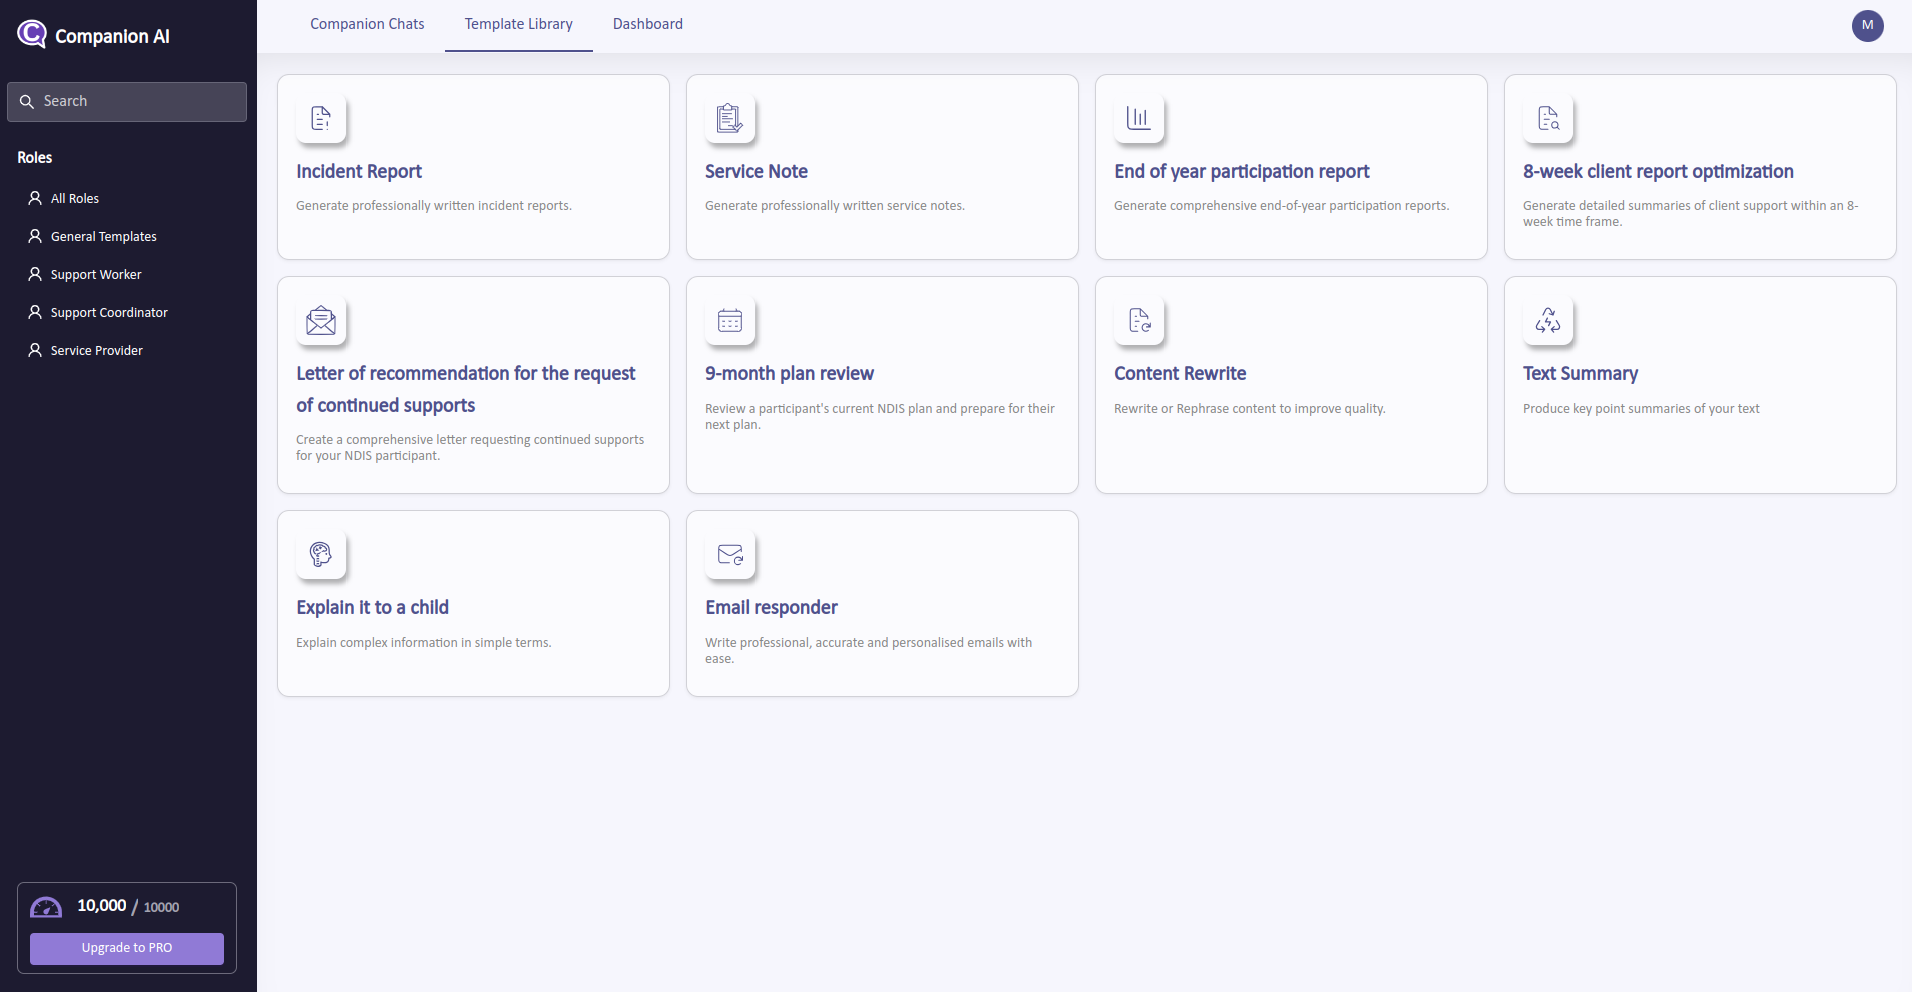 Companion AI
Search
Roles
All Roles
General Templates
Support Worker
Support Coordinator
Service Provider
10,000 / 10000
Upgrade to PRO
Companion Chats
Template Library
Dashboard
M
Incident Report
Generate professionally written incident reports.
Service Note
Generate professionally written service notes.
End of year participation report
Generate comprehensive end-of-year participation reports.
8-week client report optimization
Generate detailed summaries of client support within an 8-
week time frame.
Letter of recommendation for the request
of continued supports
Create a comprehensive letter requesting continued supports
for your NDIS participant.
9-month plan review
Review a participant's current NDIS plan and prepare for their
next plan.
Content Rewrite
Rewrite or Rephrase content to improve quality.
Text Summary
Produce key point summaries of your text
Explain it to a child
Explain complex information in simple terms.
Email responder
Write professional, accurate and personalised emails with
ease.